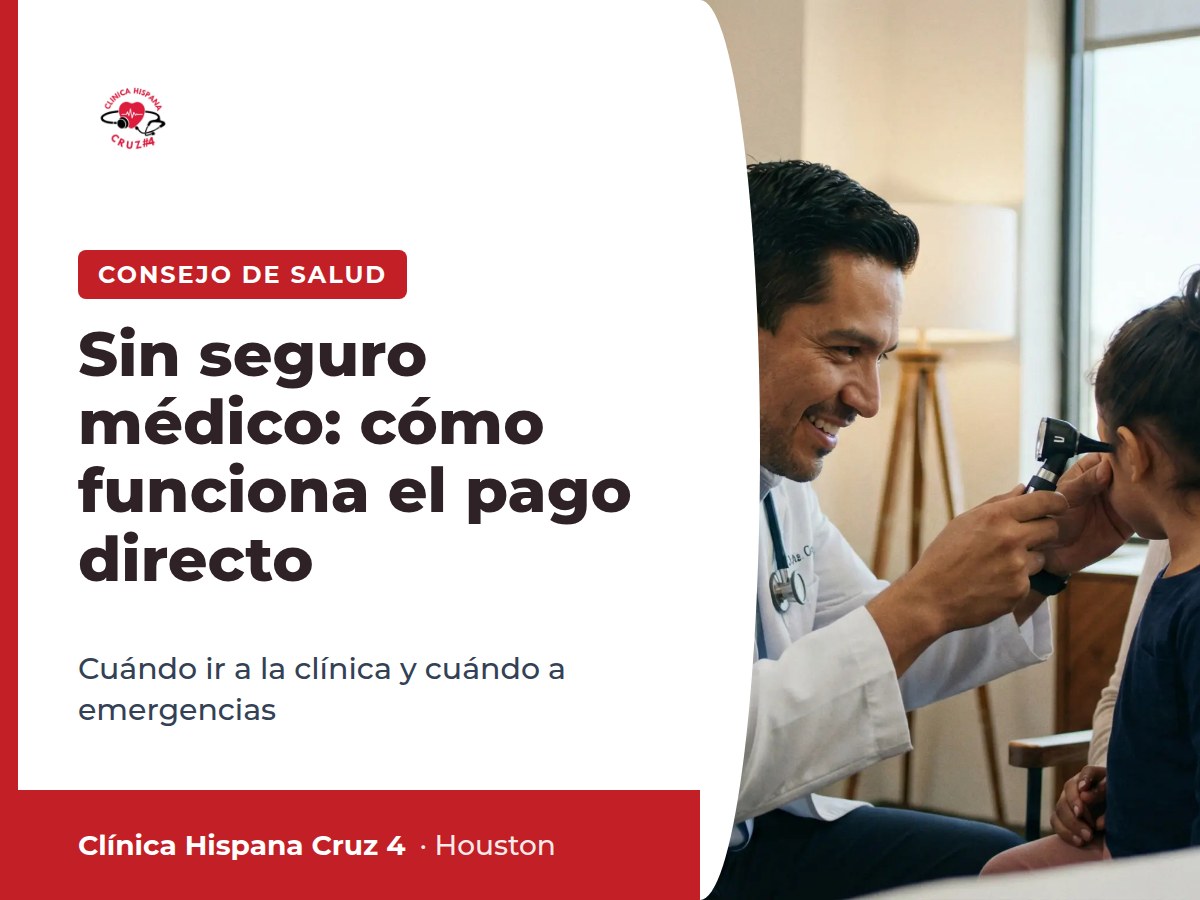 CLINICA HISPANA
CRUZ #4
CONSEJO DE SALUD
Sin seguro
médico: cómo
funciona el pago
directo
Cuándo ir a la clínica y cuándo a
emergencias
Clínica Hispana Cruz 4 · Houston